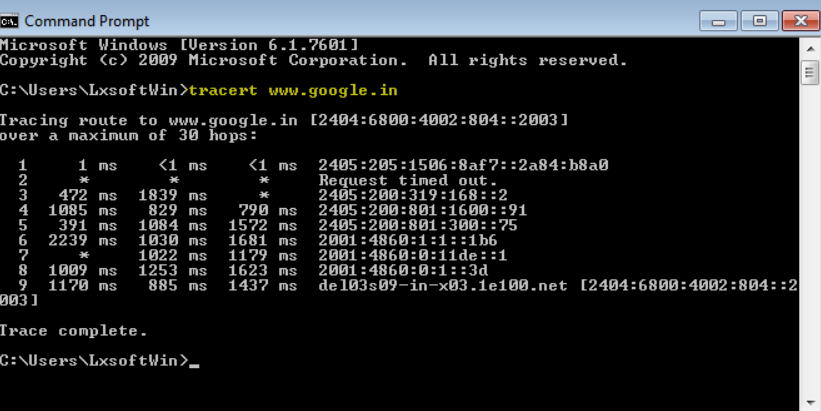 Command Prompt
Microsoft Windows [Version 6.1.7601]
Copyright (c) 2009 Microsoft Corporation.  All rights reserved.
C:\Users\LxsoftWin>tracert www.google.in
Tracing route to www.google.in [2404:6800:4002:804::2003]
over a maximum of 30 hops:
  1     1 ms    <1 ms    <1 ms  2405:205:1506:8af7::2a84:b8a0
  2     *        *        *     Request timed out.
  3   472 ms  1839 ms     *     2405:200:319:168::2
  4  1085 ms   829 ms   790 ms  2405:200:801:1600::91
  5   391 ms  1084 ms  1572 ms  2405:200:801:300::75
  6  2239 ms  1030 ms  1681 ms  2001:4860:1:1::1b6
  7     *     1022 ms  1179 ms  2001:4860:0:11de::1
  8  1009 ms  1253 ms  1623 ms  2001:4860:0:1::3d
  9  1170 ms   885 ms  1437 ms  del03s09-in-x03.1e100.net [2404:6800:4002:804::2
003]
Trace complete.
C:\Users\LxsoftWin>_